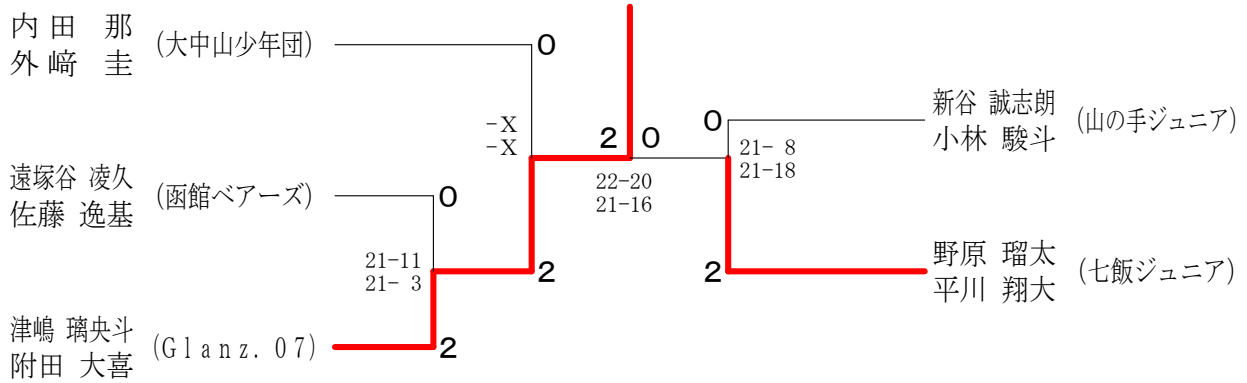 内田 那
外﨑 圭
(大中山少年団)
0
-X
-X
遠塚谷 凌久
佐藤 逸基
(函館ベアーズ)
0
21-11
21- 3
2
津嶋 璃央斗
附田 大喜
(Glanz.07)
2
2
0
22-20
21-16
0
21- 8
21-18
2
新谷 誠志朗
小林 駿斗
(山の手ジュニア)
野原 瑠太
平川 翔大
(七飯ジュニア)